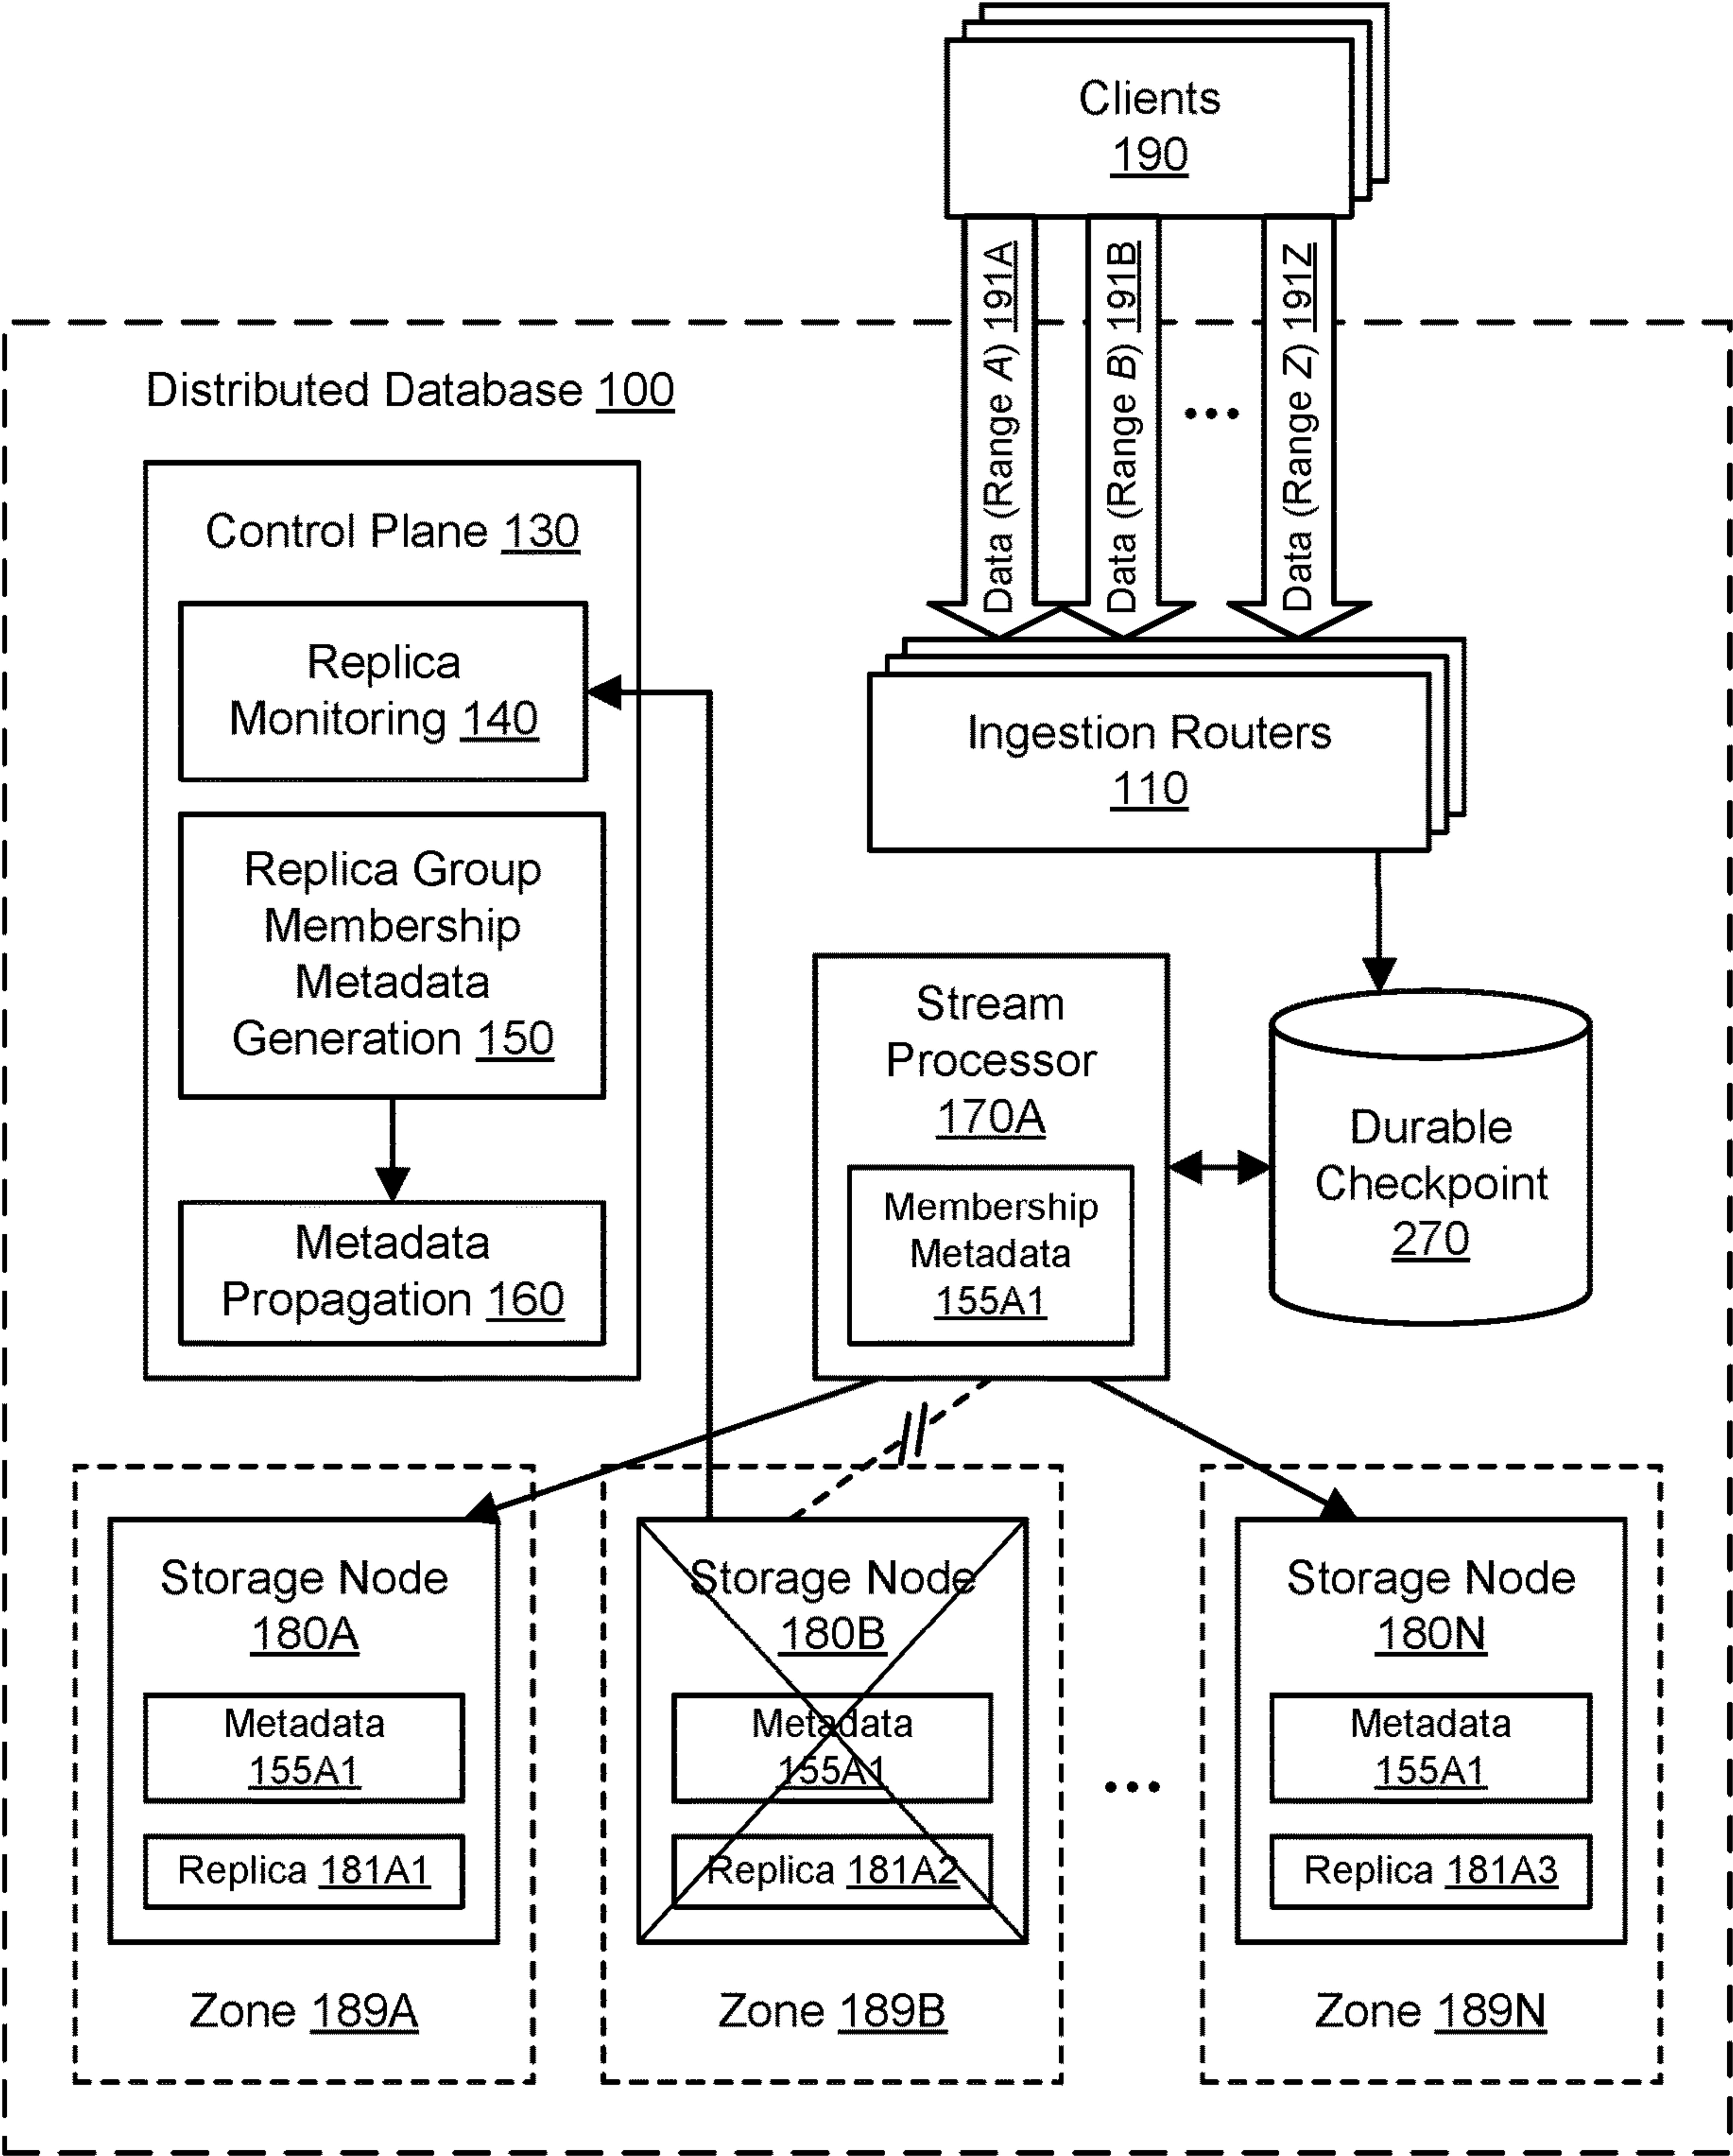 Clients
190
Data (Range A) 191A
Data (Range B) 191B
...
Data (Range Z) 191Z
Distributed Database 100
Control Plane 130
Replica
Monitoring 140
Replica Group
Membership
Metadata
Generation 150
Metadata
Propagation 160
Ingestion Routers
110
Stream
Processor
170A
Membership
Metadata
155A1
Durable
Checkpoint
270
Storage Node
180A
Metadata
155A1
Replica 181A1
Zone 189A
Storage Node
180B
Metadata
155A1
Replica 181A2
Zone 189B
...
Storage Node
180N
Metadata
155A1
Replica 181A3
Zone 189N